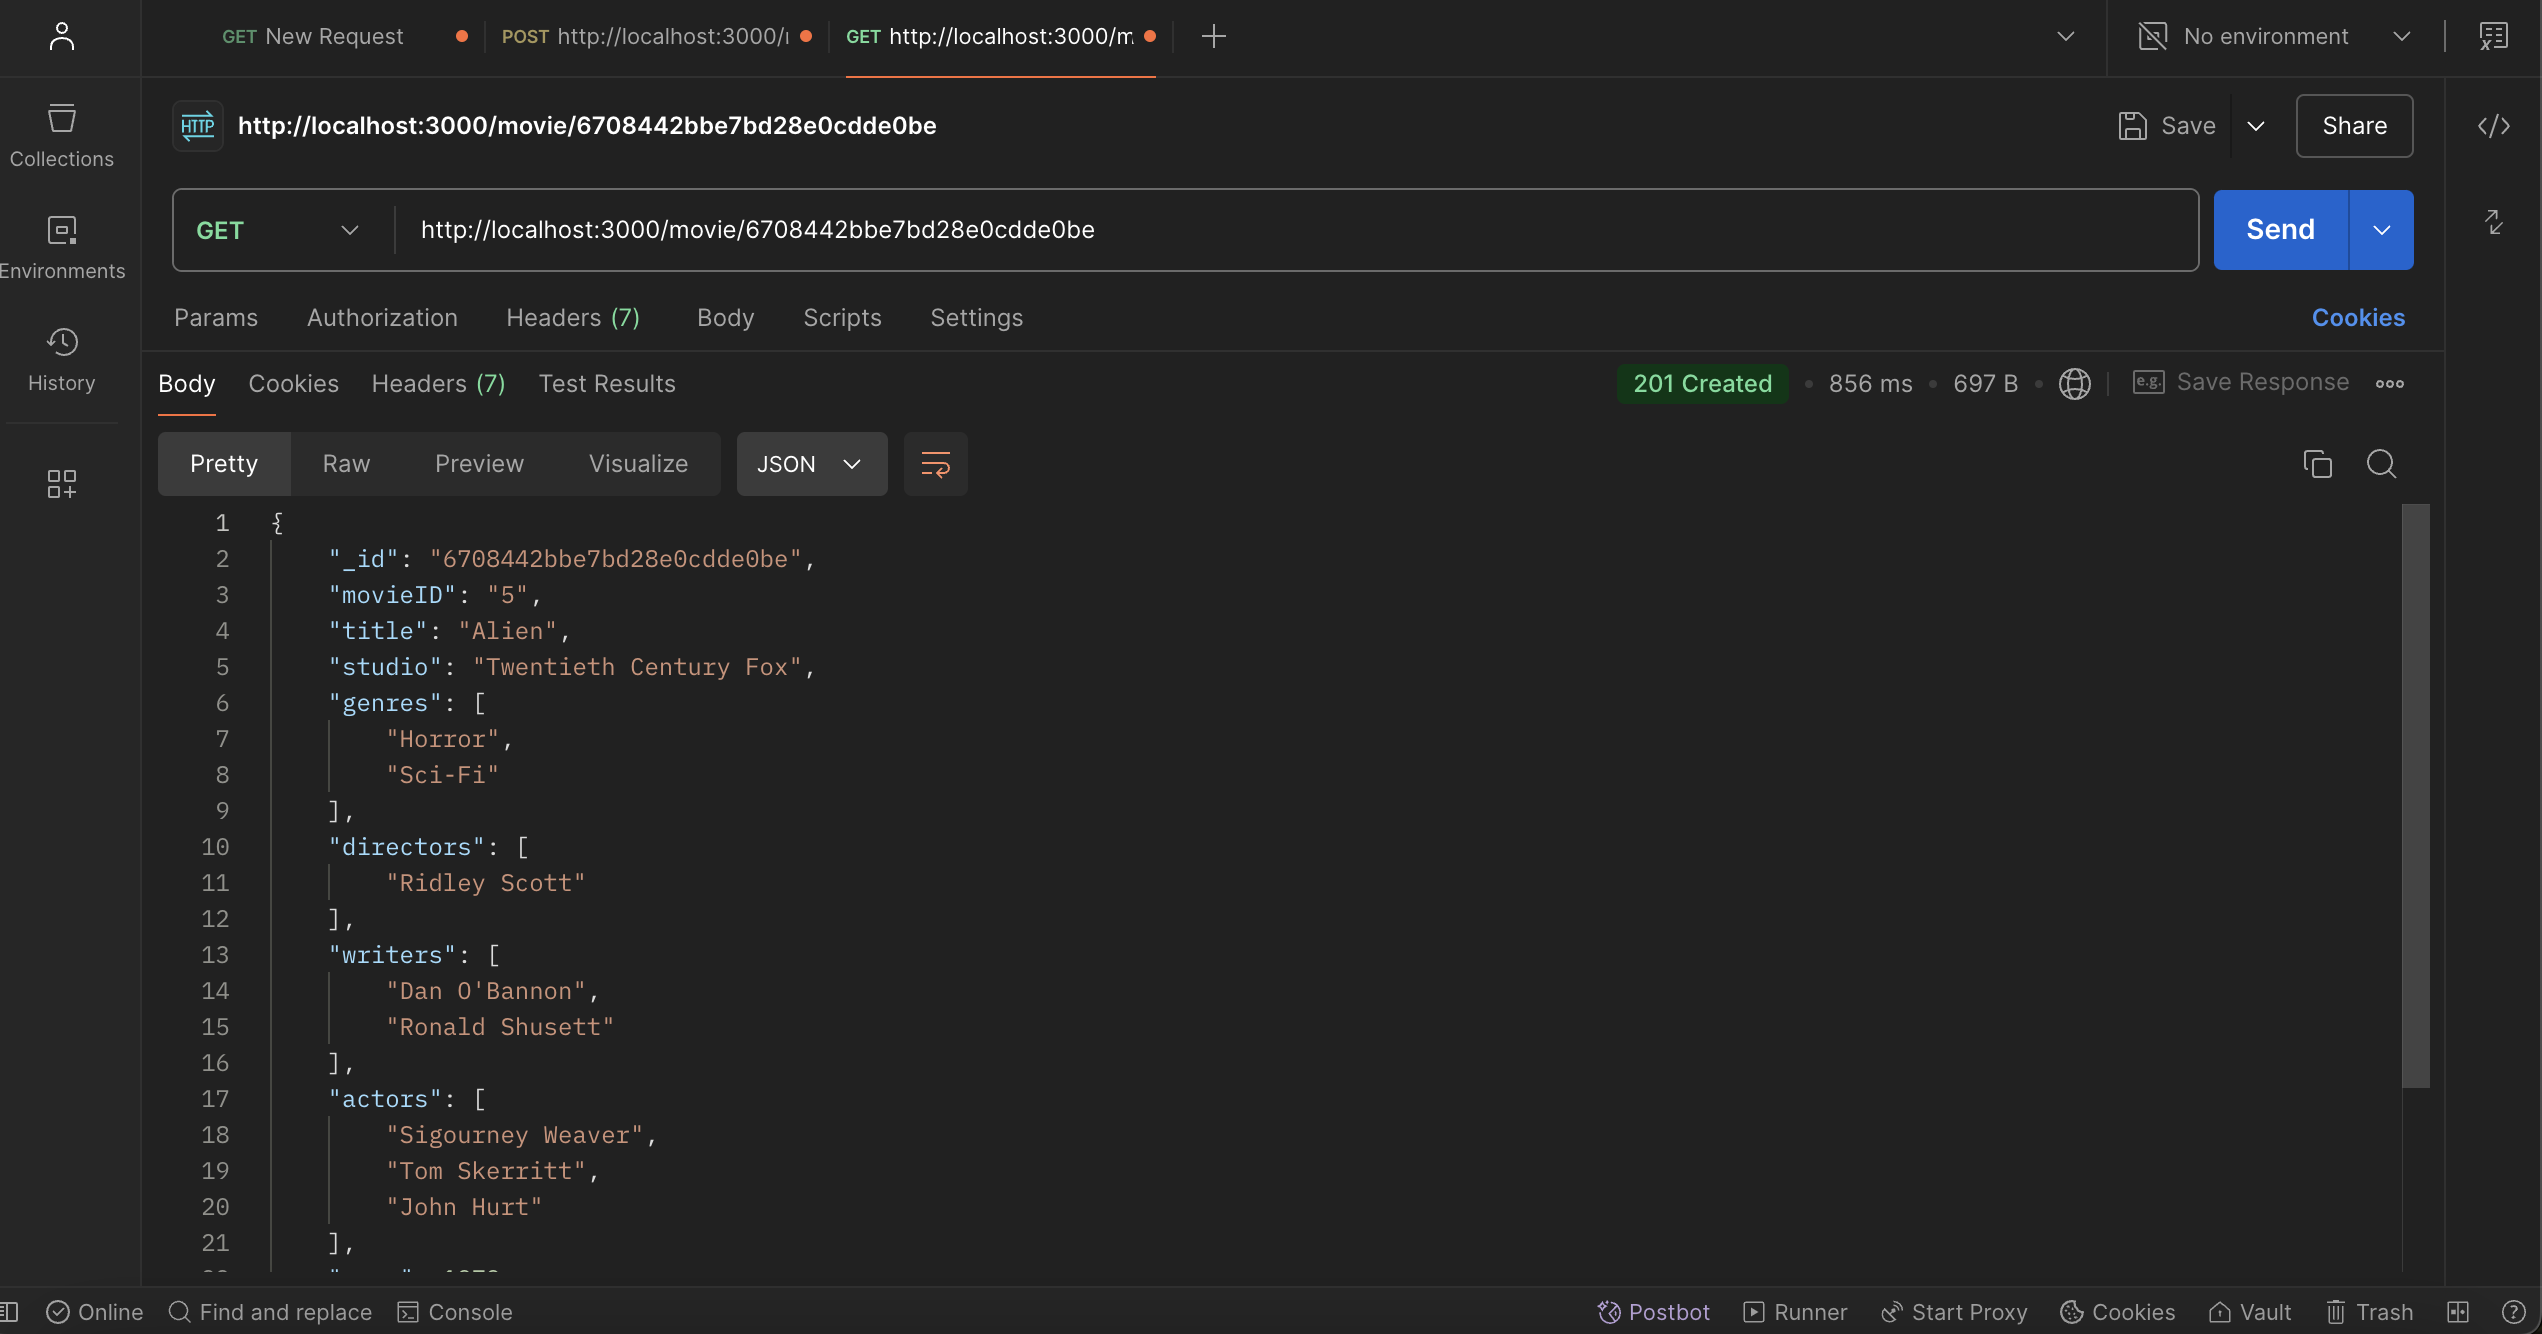 GET New Request
POST http://localhost:3000/
GET http://localhost:3000/m
No environment
HTTP http://localhost:3000/movie/6708442bbe7bd28e0cdde0be
Save
Share
Collections
Environments
History
GET
http://localhost:3000/movie/6708442bbe7bd28e0cdde0be
Send
Params Authorization Headers (7) Body Scripts Settings
Cookies
Body Cookies Headers (7) Test Results
201 Created
856 ms
697 B
e.g. Save Response
Pretty Raw Preview Visualize
JSON
1 {
2 "_id": "6708442bbe7bd28e0cdde0be",
3 "movieID": "5",
4 "title": "Alien",
5 "studio": "Twentieth Century Fox",
6 "genres": [
7 "Horror",
8 "Sci-Fi"
9 ],
10 "directors": [
11 "Ridley Scott"
12 ],
13 "writers": [
14 "Dan O'Bannon",
15 "Ronald Shusett"
16 ],
17 "actors": [
18 "Sigourney Weaver",
19 "Tom Skerritt",
20 "John Hurt"
21 ],
Online
Find and replace
Console
Postbot
Runner
Start Proxy
Cookies
Vault
Trash